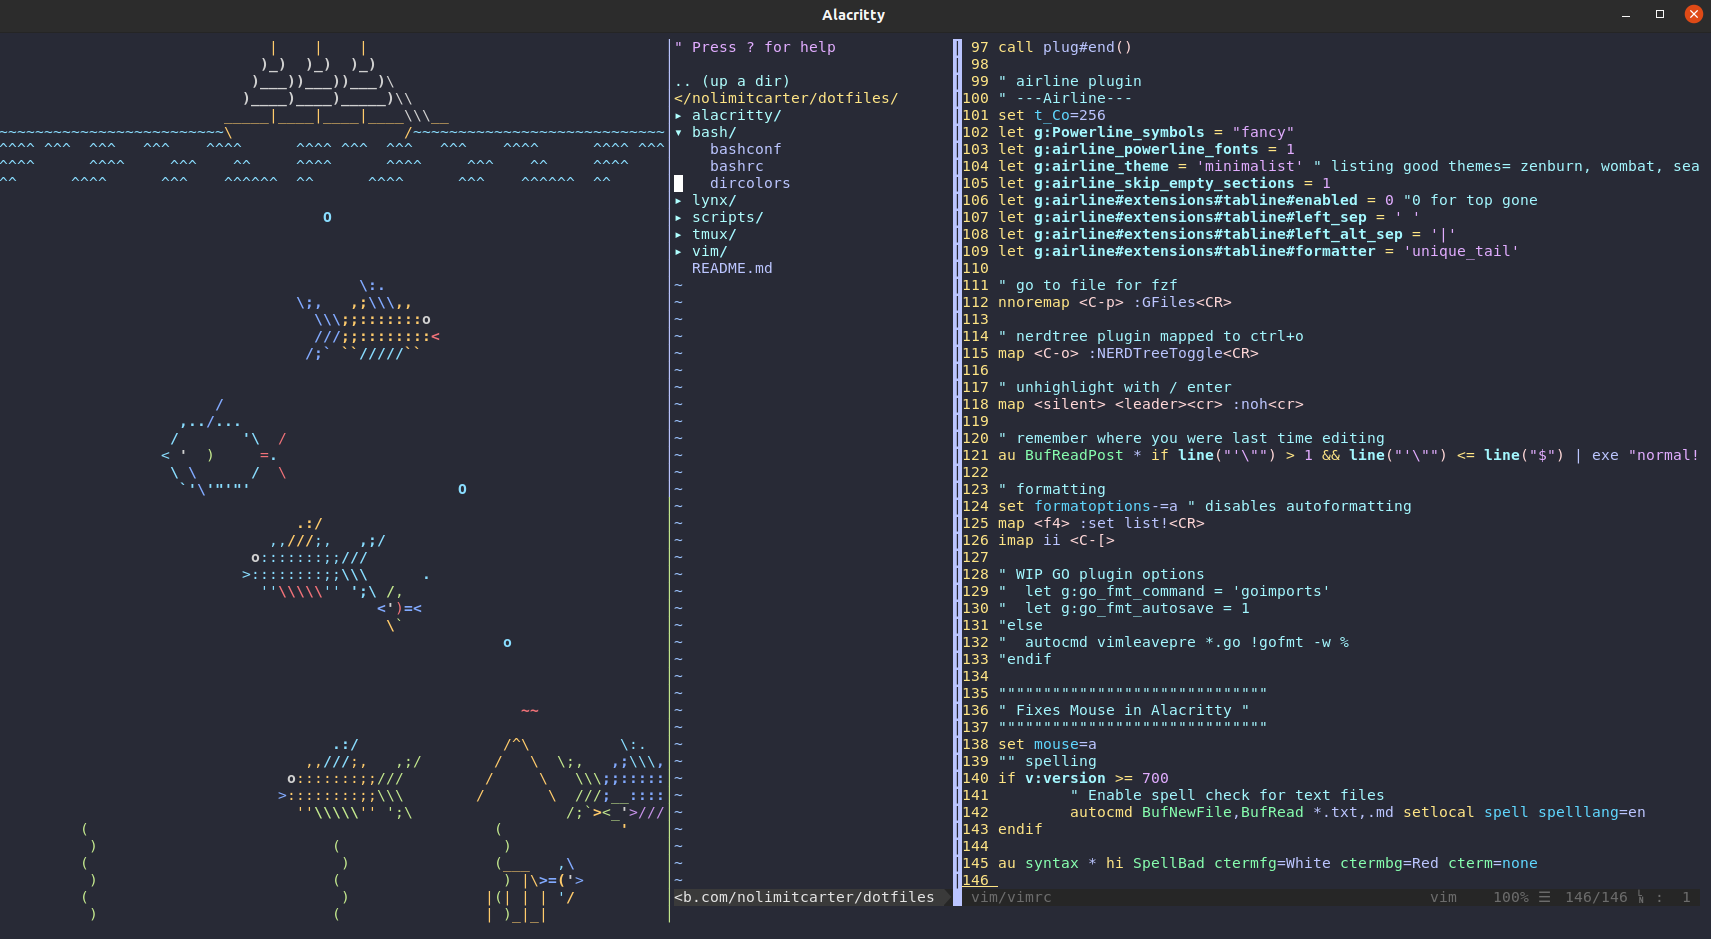 Alacritty
" Press ? for help
.. (up a dir)
</nolimitcarter/dotfiles/
▸ alacritty/
▾ bash/
    bashconf
    bashrc
    dircolors
▸ lynx/
▸ scripts/
▸ tmux/
▸ vim/
  README.md
<b.com/nolimitcarter/dotfiles
97 call plug#end()
98
99 " airline plugin
100 " ---Airline---
101 set t_Co=256
102 let g:Powerline_symbols = "fancy"
103 let g:airline_powerline_fonts = 1
104 let g:airline_theme = 'minimalist' " listing good themes= zenburn, wombat, sea
105 let g:airline_skip_empty_sections = 1
106 let g:airline#extensions#tabline#enabled = 0 "0 for top gone
107 let g:airline#extensions#tabline#left_sep = ' '
108 let g:airline#extensions#tabline#left_alt_sep = '|'
109 let g:airline#extensions#tabline#formatter = 'unique_tail'
110
111 " go to file for fzf
112 nnoremap <C-p> :GFiles<CR>
113
114 " nerdtree plugin mapped to ctrl+o
115 map <C-o> :NERDTreeToggle<CR>
116
117 " unhighlight with / enter
118 map <silent> <leader><cr> :noh<cr>
119
120 " remember where you were last time editing
121 au BufReadPost * if line("'\"") > 1 && line("'\"") <= line("$") | exe "normal!
122
123 " formatting
124 set formatoptions-=a " disables autoformatting
125 map <f4> :set list!<CR>
126 imap ii <C-[>
127
128 " WIP GO plugin options
129 "  let g:go_fmt_command = 'goimports'
130 "  let g:go_fmt_autosave = 1
131 "else
132 "  autocmd vimleavepre *.go !gofmt -w %
133 "endif
134
135 """"""""""""""""""""""""""""""
136 " Fixes Mouse in Alacritty "
137 """"""""""""""""""""""""""""""
138 set mouse=a
139 "" spelling
140 if v:version >= 700
141         " Enable spell check for text files
142         autocmd BufNewFile,BufRead *.txt,.md setlocal spell spelllang=en
143 endif
144
145 au syntax * hi SpellBad ctermfg=White ctermbg=Red cterm=none
146
vim/vimrc vim 100% ☰ 146/146 ␤ : 1